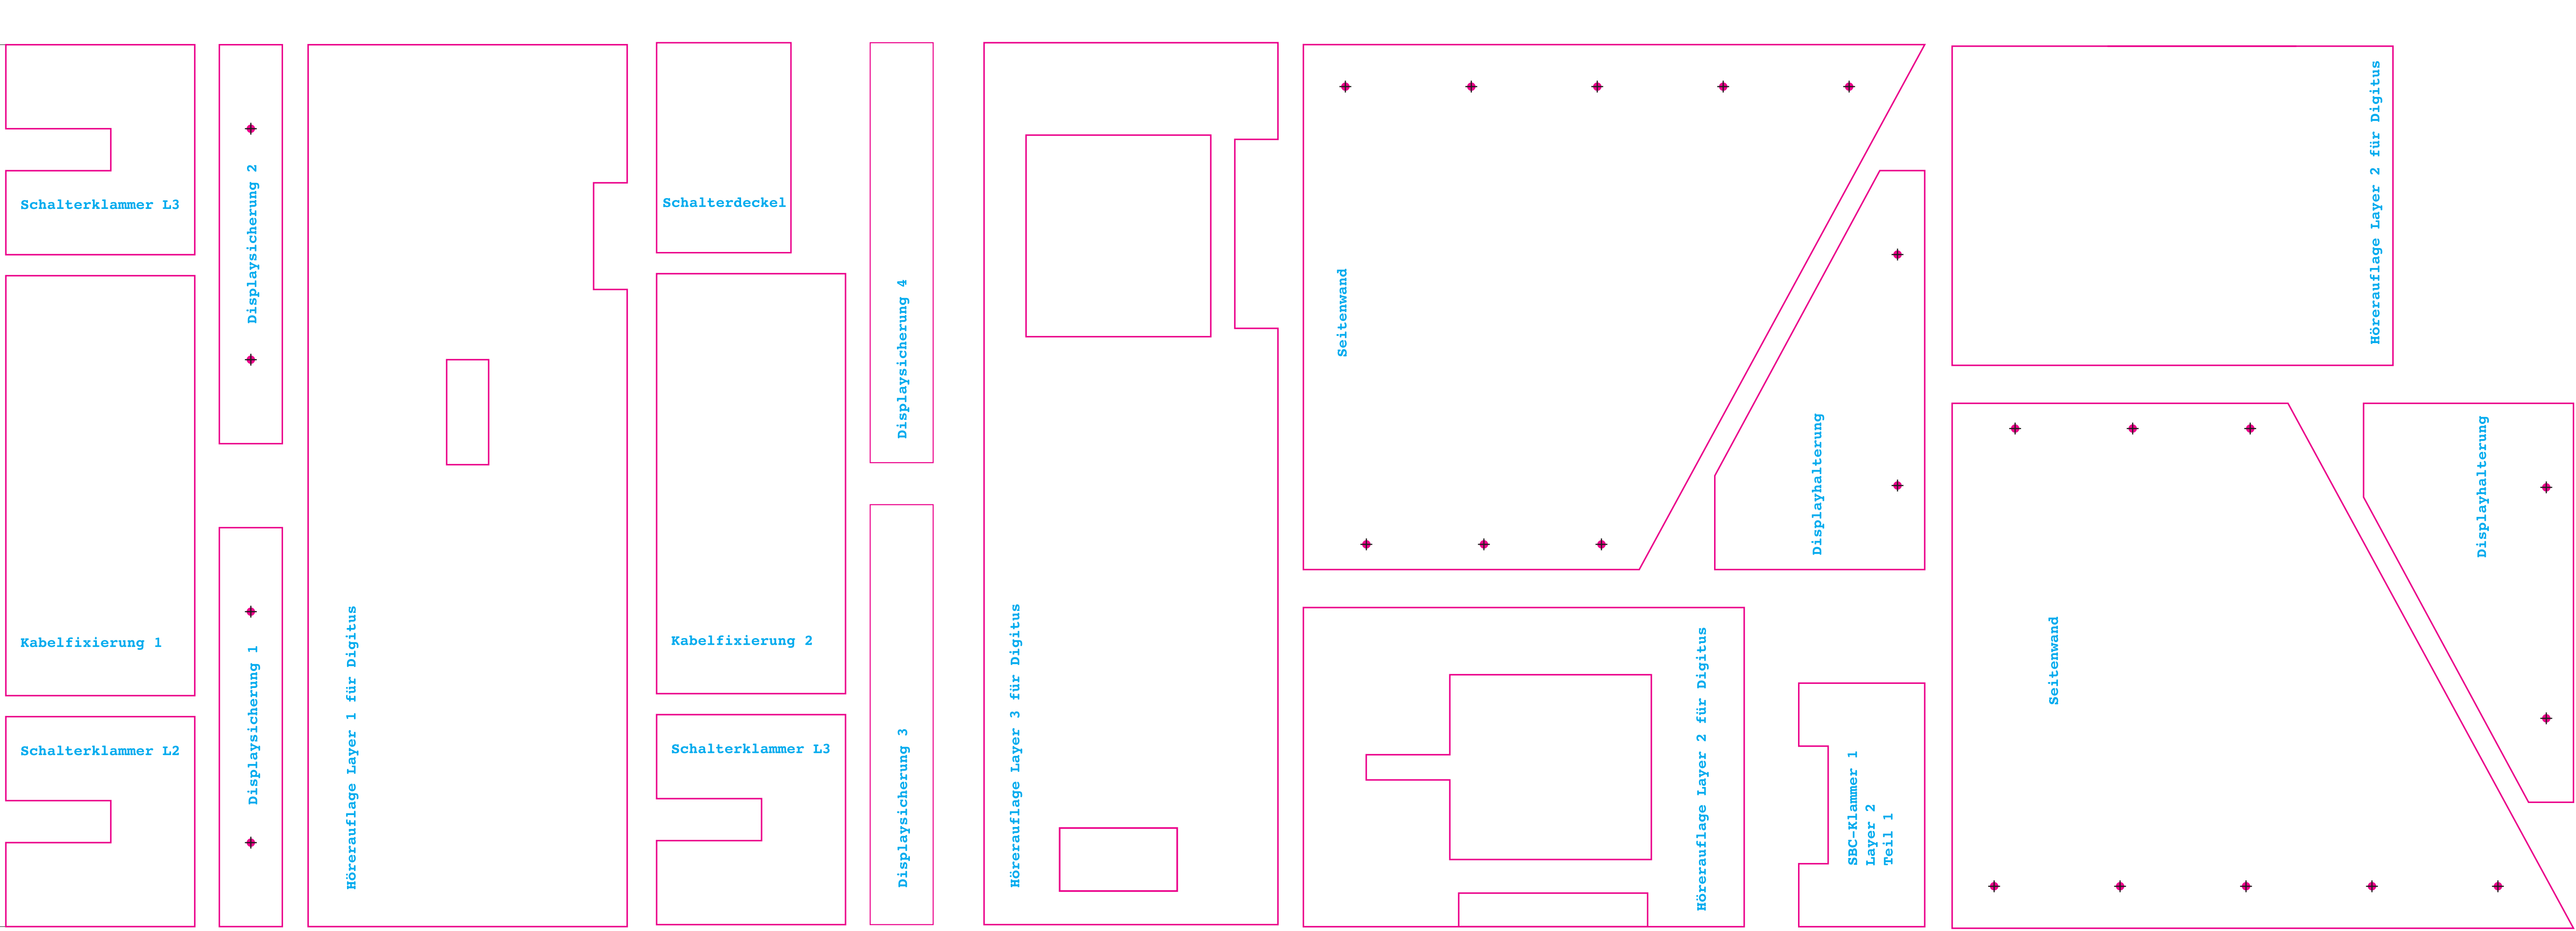 Schalterklammer L3
Kabelfixierung 1
Schalterklammer L2
Displaysicherung 2
Displaysicherung 1
Hörerauflage Layer 1 für Digitus
Schalterdeckel
Kabelfixierung 2
Schalterklammer L3
Displaysicherung 4
Displaysicherung 3
Hörerauflage Layer 3 für Digitus
Seitenwand
Displayhalterung
Hörerauflage Layer 2 für Digitus
SBC-Klammer 1
Layer 2
Teil 1
Hörerauflage Layer 2 für Digitus
Seitenwand
Displayhalterung